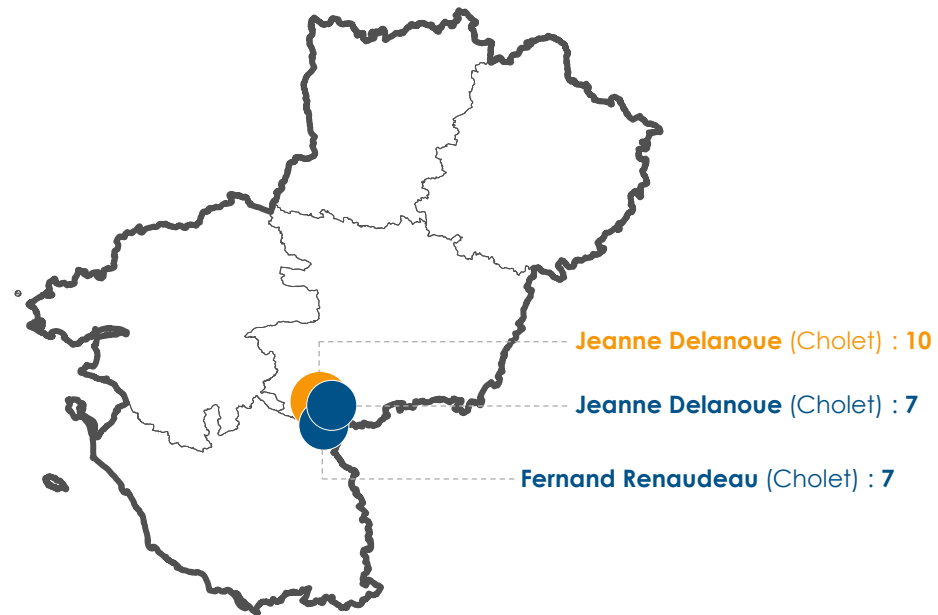 Jeanne Delanoue (Cholet) : 10
Jeanne Delanoue (Cholet) : 7
Fernand Renaudeau (Cholet) : 7